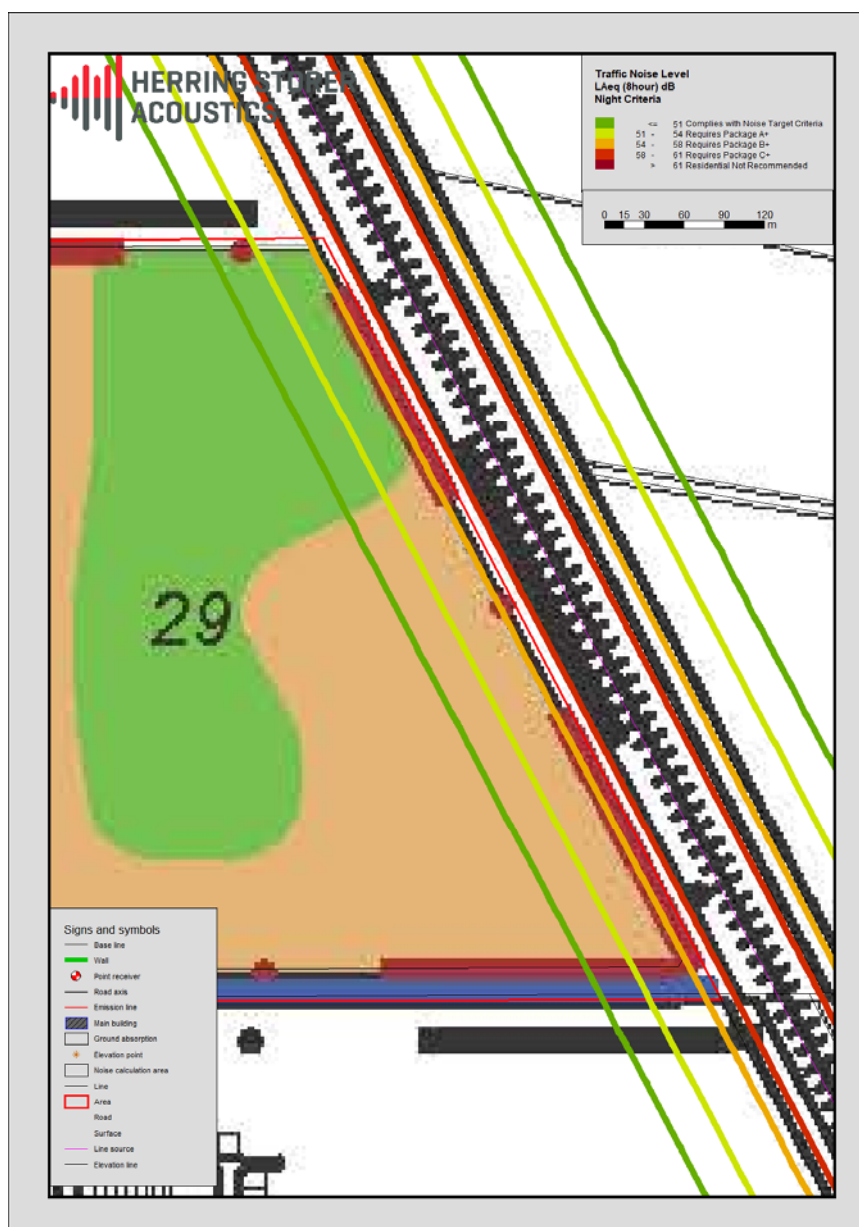 HERRING STORER
ACOUSTICS
Traffic Noise Level
LAeq (8hour) dB
Night Criteria
<= 51 Complies with Noise Target Criteria
51 - 54 Requires Package A+
54 - 58 Requires Package B+
58 - 61 Requires Package C+
> 61 Residential Not Recommended
0 15 30 60 90 120
m
29
Signs and symbols
Base line
Wall
Point receiver
Road axis
Emission line
Main building
Ground absorption
Elevation point
Noise calculation area
Line
Area
Road
Surface
Line source
Elevation line